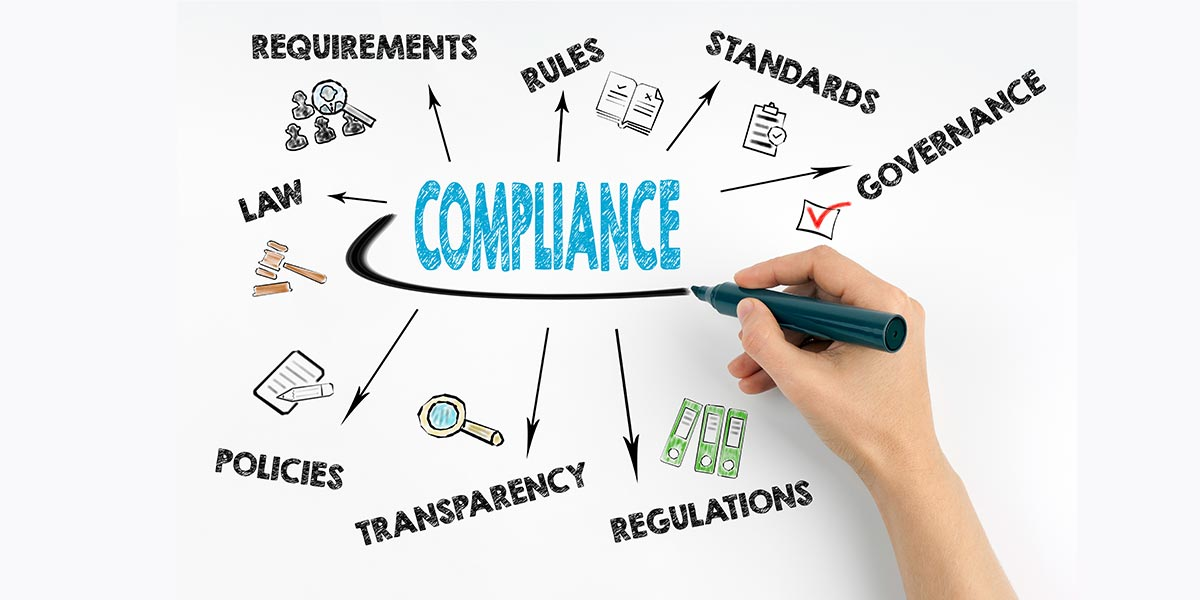 REQUIREMENTS
RULES
STANDARDS
GOVERNANCE
LAW
COMPLIANCE
POLICIES
TRANSPARENCY
REGULATIONS